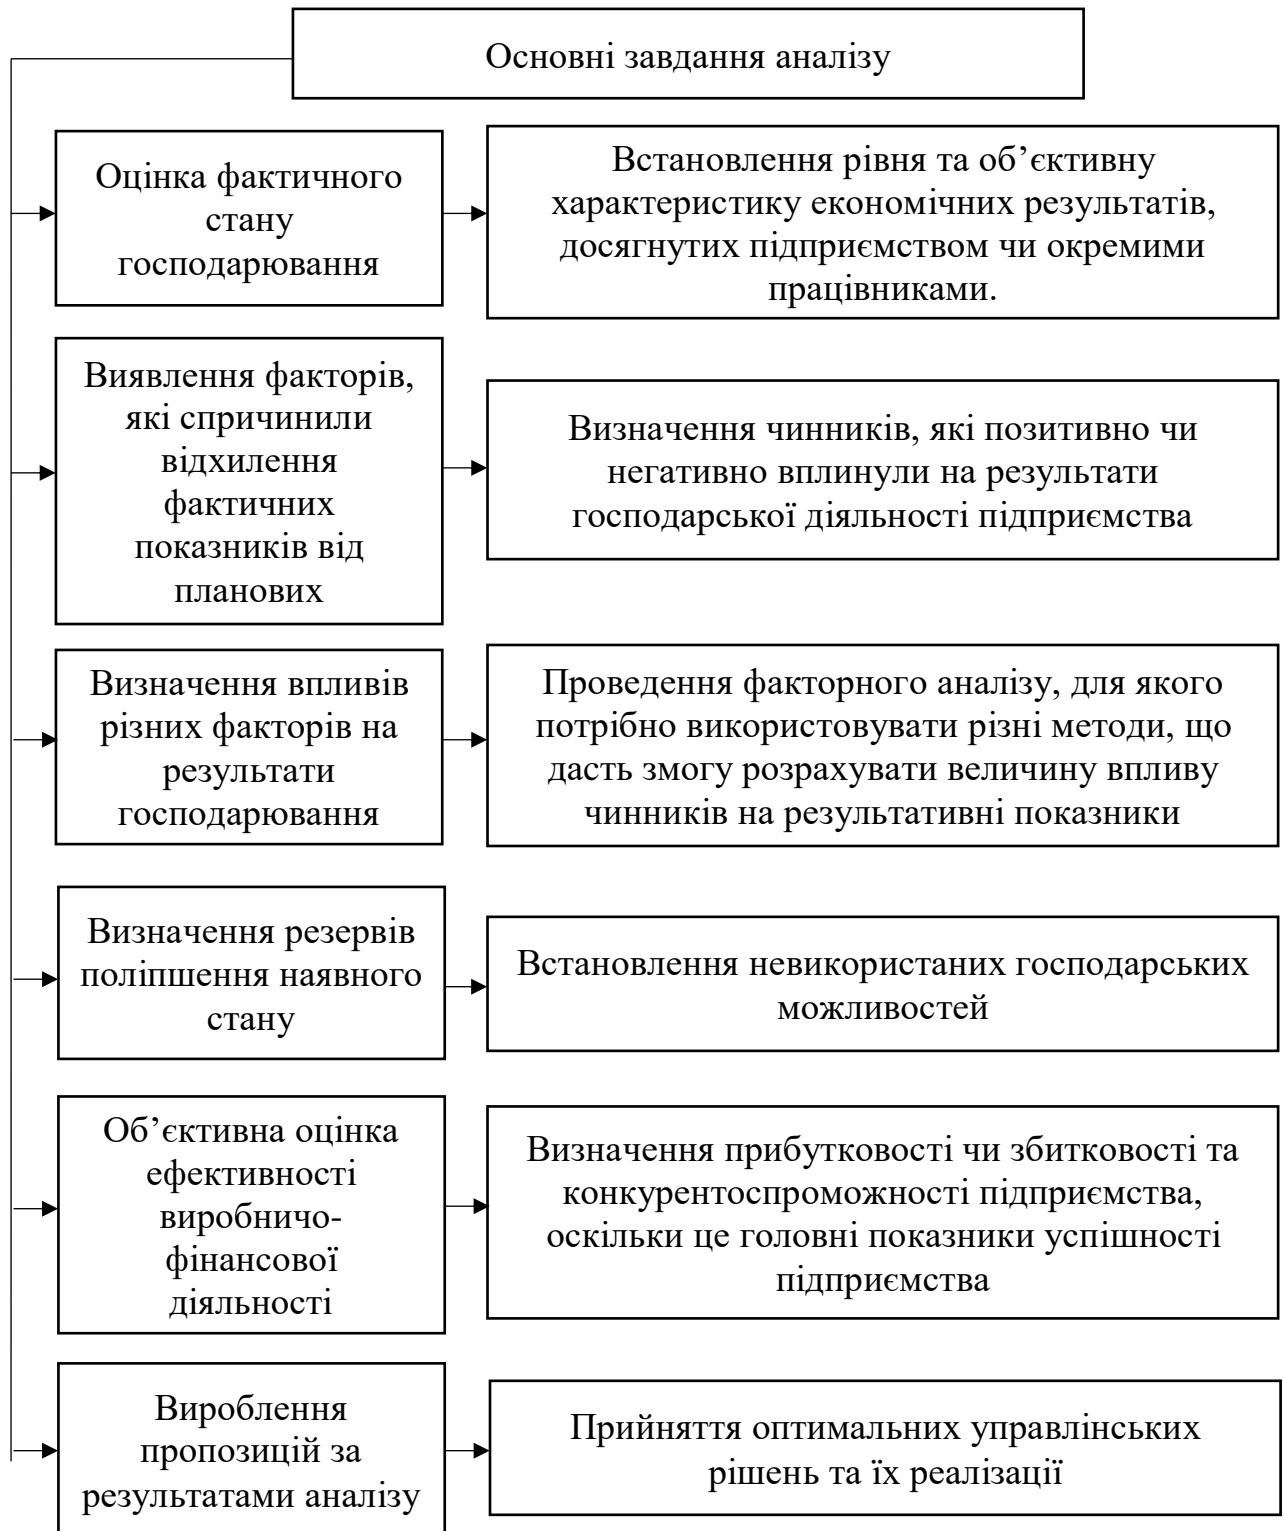 Основні завдання аналізу
Оцінка фактичного
стану
господарювання
Встановлення рівня та об’єктивну
характеристику економічних результатів,
досягнутих підприємством чи окремими
працівниками.
Виявлення факторів,
які спричинили
відхилення
фактичних
показників від
планових
Визначення чинників, які позитивно чи
негативно вплинули на результати
господарської діяльності підприємства
Визначення впливів
різних факторів на
результати
господарювання
Проведення факторного аналізу, для якого
потрібно використовувати різні методи, що
дасть змогу розрахувати величину впливу
чинників на результативні показники
Визначення резервів
поліпшення наявного
стану
Встановлення невикористаних господарських
можливостей
Об’єктивна оцінка
ефективності
виробничо-
фінансової
діяльності
Визначення прибутковості чи збитковості та
конкурентоспроможності підприємства,
оскільки це головні показники успішності
підприємства
Вироблення
пропозицій за
результатами аналізу
Прийняття оптимальних управлінських
рішень та їх реалізації